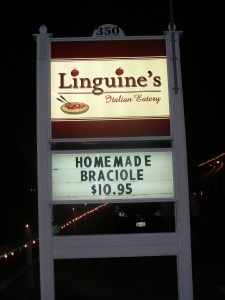 350
Linguine's
Italian Eatery
HOMEMADE
BRACIOLE
$10.95